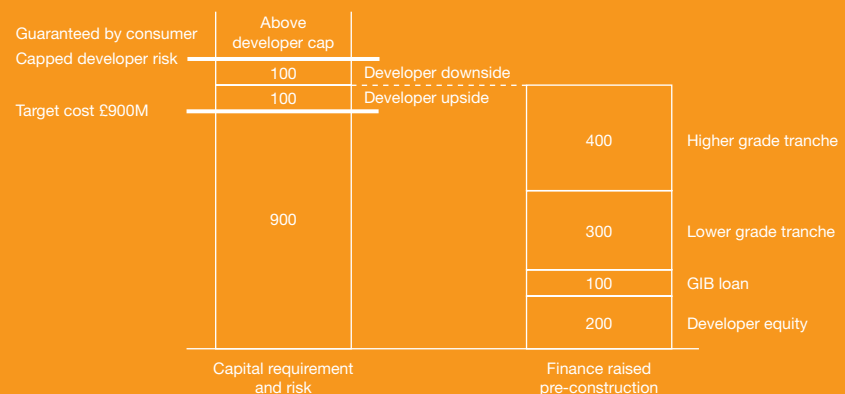 Guaranteed by consumer
Above
developer cap
Capped developer risk
100
Developer downside
100
Developer upside
Target cost £900M
400
Higher grade tranche
900
300
Lower grade tranche
100
GIB loan
200
Developer equity
Capital requirement
and risk
Finance raised
pre-construction